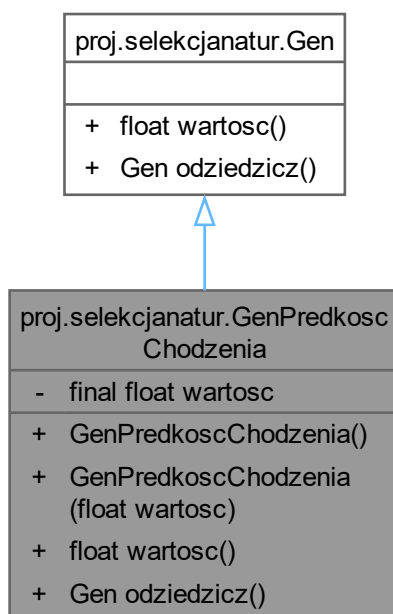 proj.selekcjanatur.Gen
+ float wartosc()
+ Gen odziedzicz()
proj.selekcjanatur.GenPredkosc
Chodzenia
- final float wartosc
+ GenPredkoscChodzenia()
+ GenPredkoscChodzenia
(float wartosc)
+ float wartosc()
+ Gen odziedzicz()